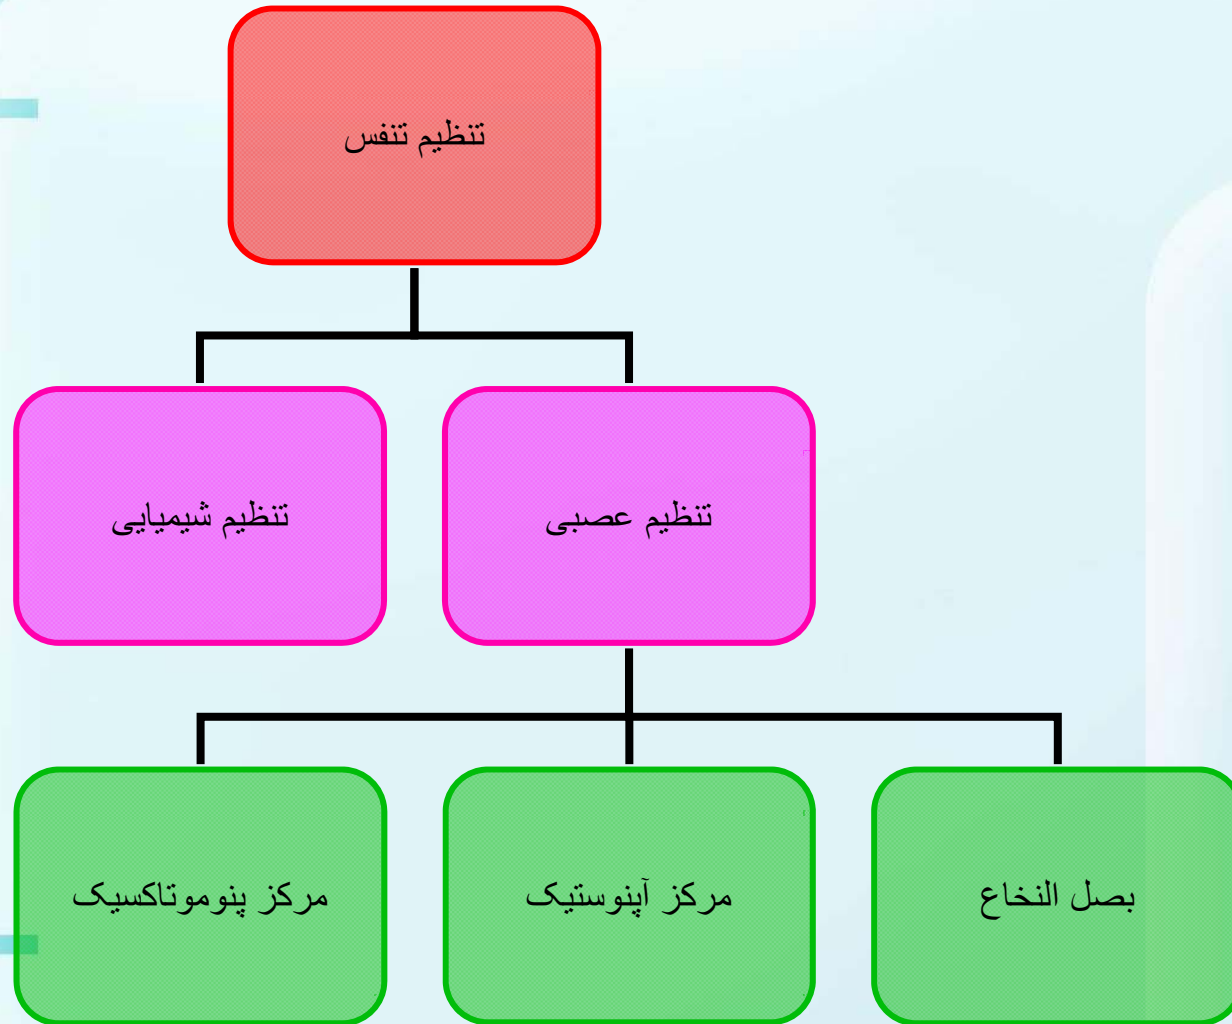 تنظیم تنفس
تنظیم عصبی
تنظیم شیمیایی
بصل النخاع
مرکز آپنوستیک
مرکز پنوموتاکسیک